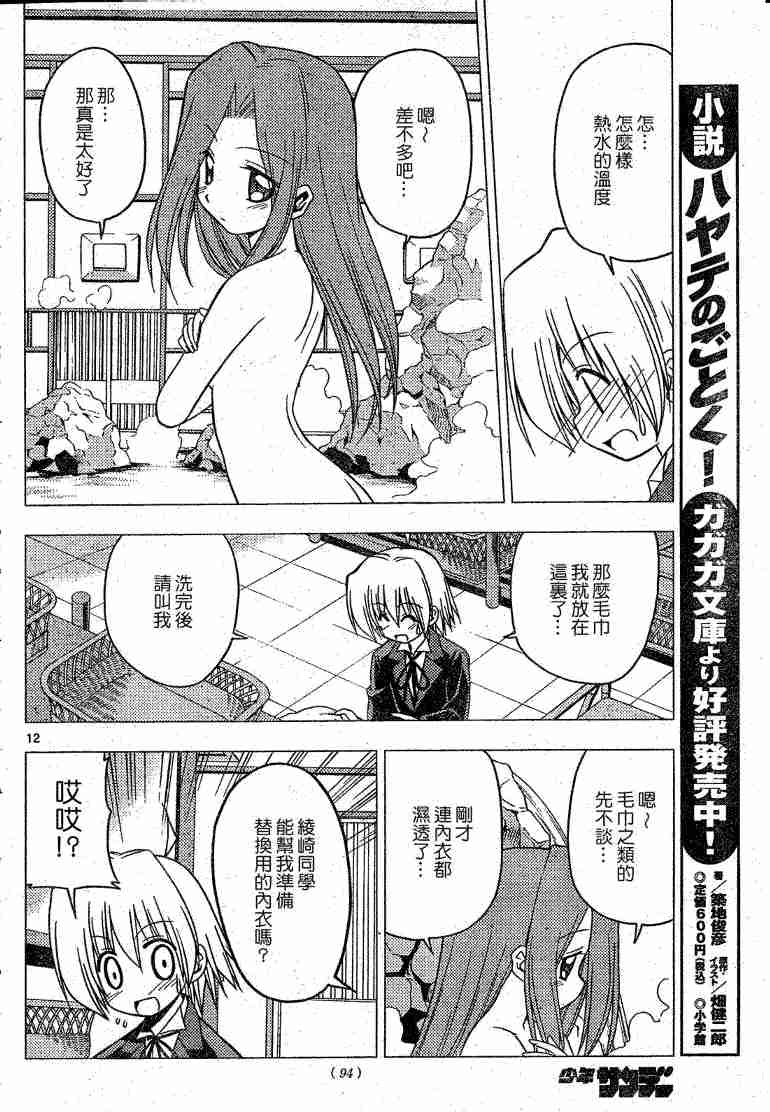 怎…
怎麼樣
熱水的溫度
嗯～
差不多吧…
那…
那真是太好了
那麼毛巾
我就放在
這裏了…
洗完後
請叫我
12
嗯～
毛巾之類的
先不談…
剛才
連內衣都
濕透了…
綾崎同學
能幫我準備
替換用的內衣嗎？
哎哎!?
小説
ハヤテのごとく！
ガガガ文庫より好評発売中！
著／築地俊彦
原作・イラスト／畑健二郎
◎定価600円(税込)
◎小学館
(94)
少年サンデー